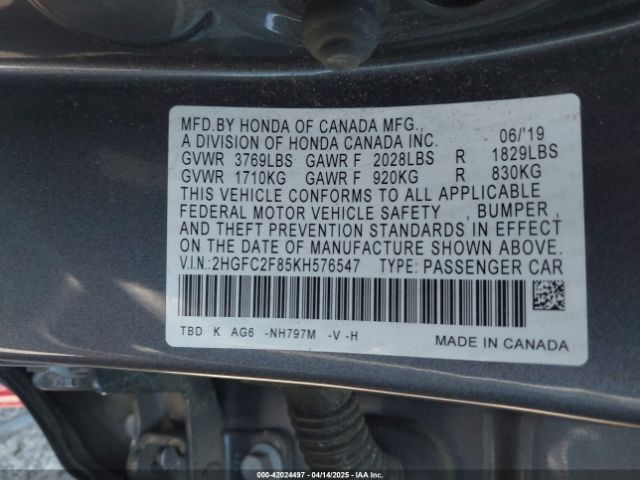 MFD.BY HONDA OF CANADA MFG.,
A DIVISION OF HONDA CANADA INC. 06/'19
GVWR 3769LBS GAWR F 2028LBS R 1829LBS
GVWR 1710KG GAWR F 920KG R 830KG
THIS VEHICLE CONFORMS TO ALL APPLICABLE
FEDERAL MOTOR VEHICLE SAFETY , BUMPER ,
AND THEFT PREVENTION STANDARDS IN EFFECT
ON THE DATE OF MANUFACTURE SHOWN ABOVE.
V.I.N.:2HGFC2F85KH576547 TYPE: PASSENGER CAR
TBD K AG6 -NH797M -V -H
MADE IN CANADA
000-42024497 - 04/14/2025 - IAA Inc.